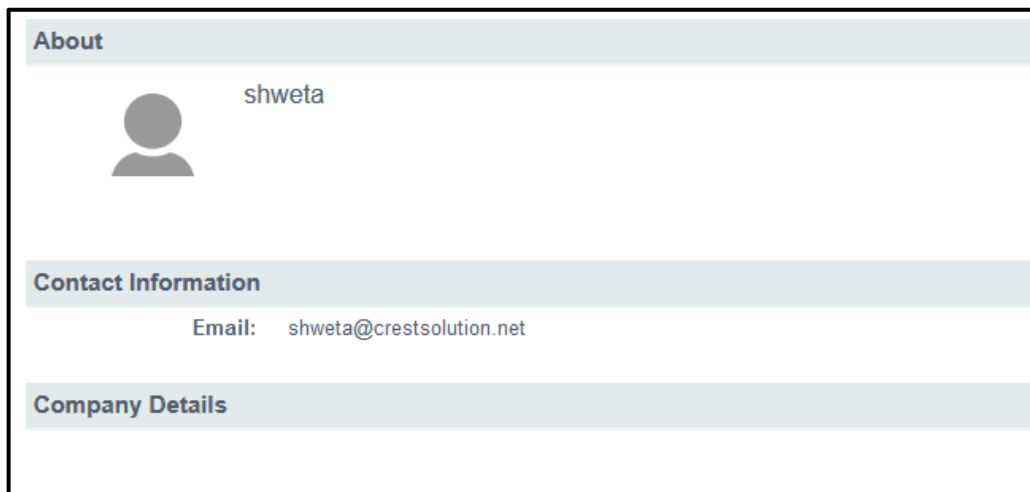 About
shweta
Contact Information
Email: shweta@crestsolution.net
Company Details